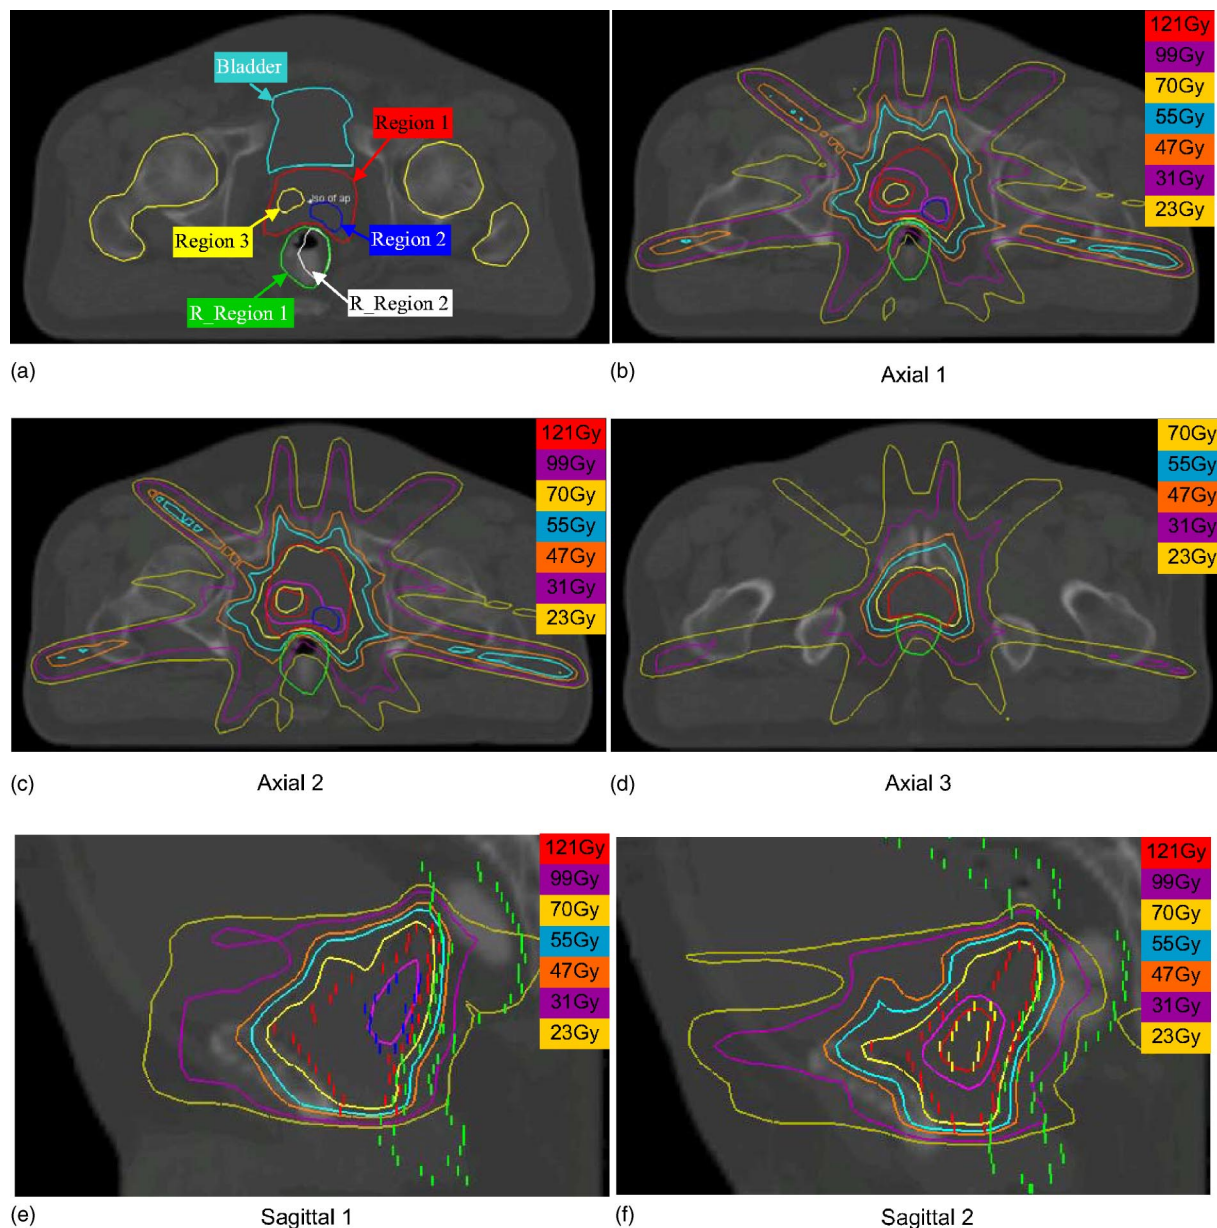 Bladder
Region 1
Iso of ap
Region 3
Region 2
R_Region 1
R_Region 2
(a)
121Gy
99Gy
70Gy
55Gy
47Gy
31Gy
23Gy
(b)
Axial 1
121Gy
99Gy
70Gy
55Gy
47Gy
31Gy
23Gy
(c)
Axial 2
70Gy
55Gy
47Gy
31Gy
23Gy
(d)
Axial 3
121Gy
99Gy
70Gy
55Gy
47Gy
31Gy
23Gy
(e)
Sagittal 1
121Gy
99Gy
70Gy
55Gy
47Gy
31Gy
23Gy
(f)
Sagittal 2